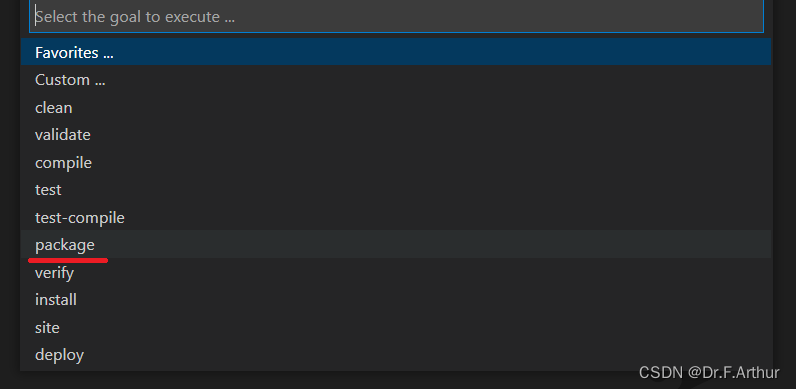 Select the goal to execute ...
Favorites ...
Custom ...
clean
validate
compile
test
test-compile
package
verify
install
site
deploy
CSDN @Dr.F.Arthur